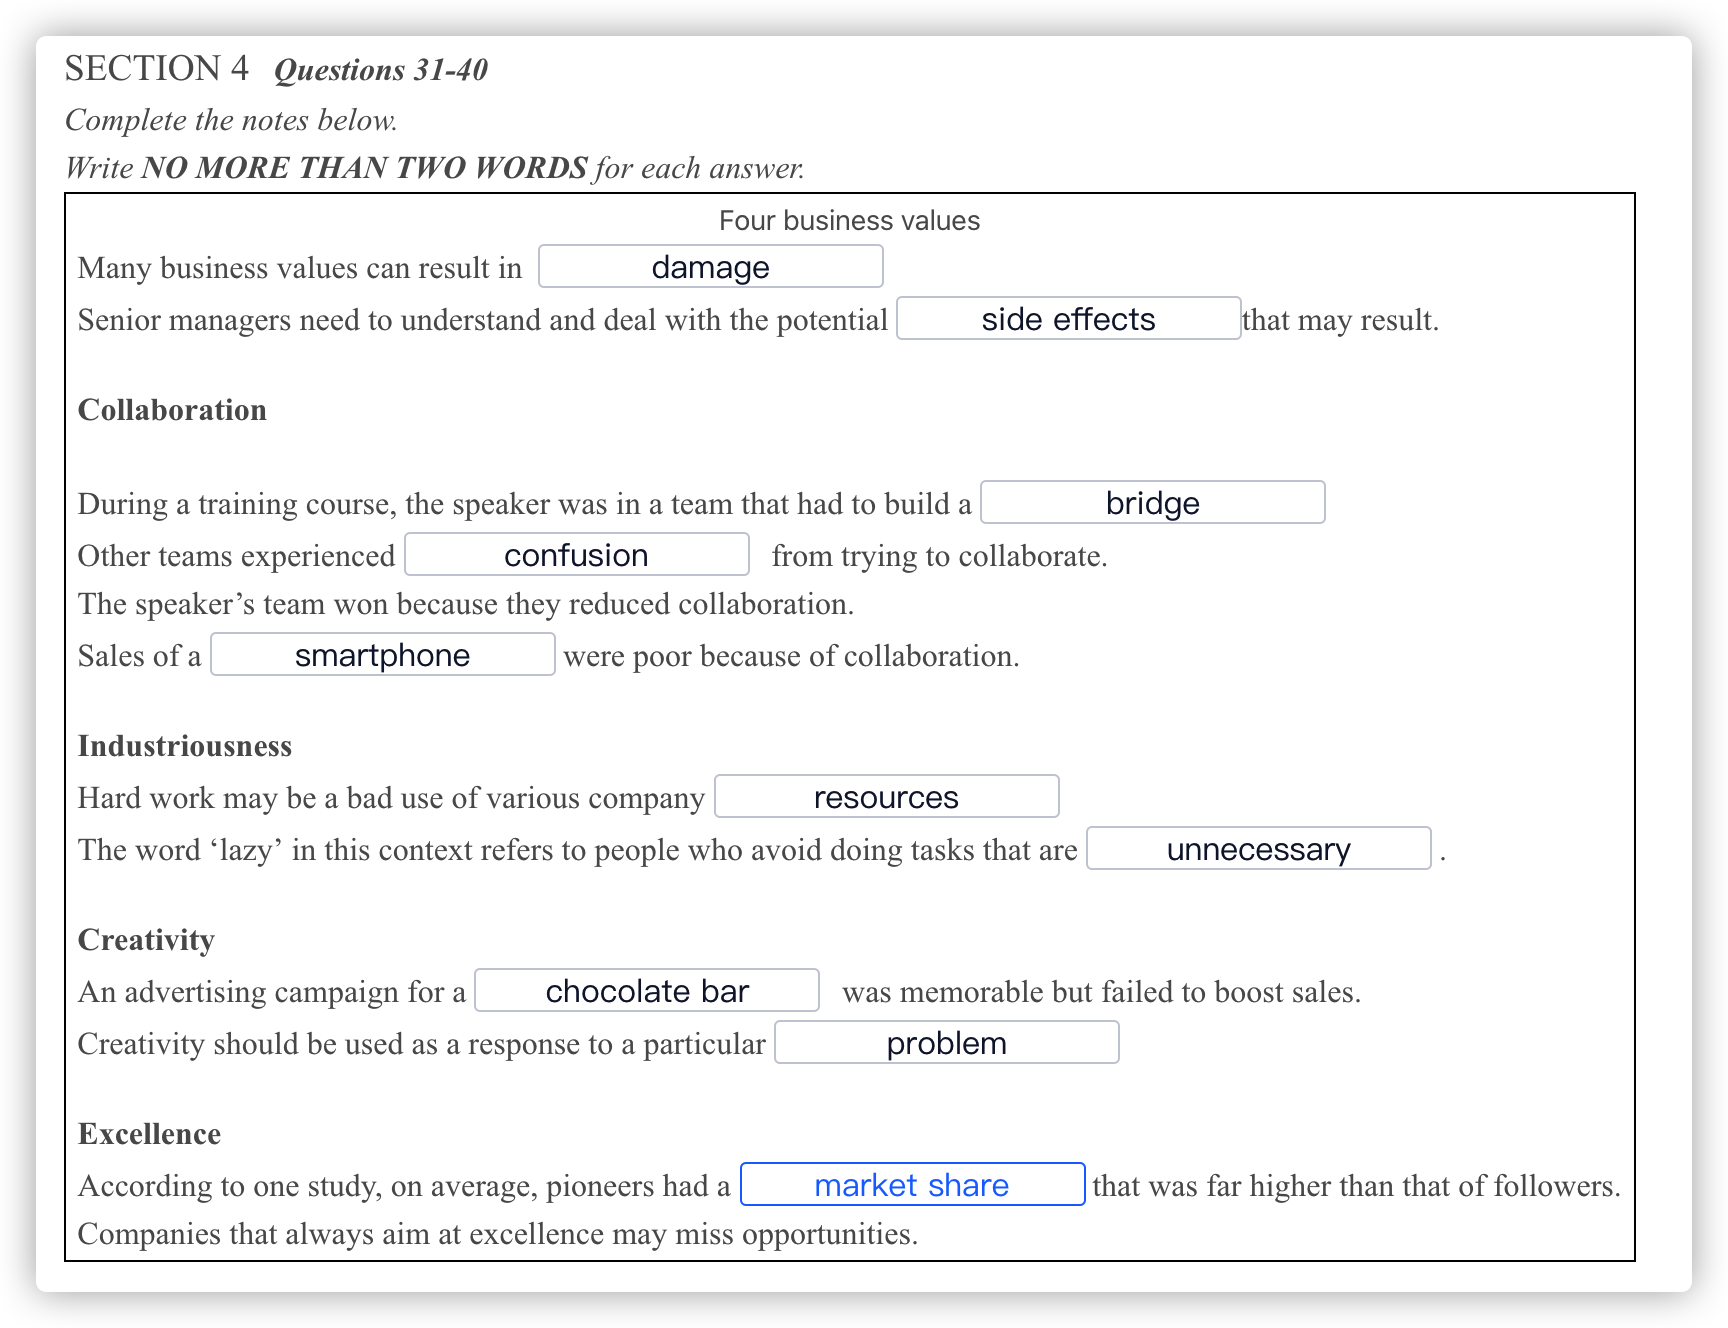 SECTION 4 Questions 31-40
Complete the notes below.
Write NO MORE THAN TWO WORDS for each answer.
Four business values
Many business values can result in damage
Senior managers need to understand and deal with the potential side effects that may result.
Collaboration
During a training course, the speaker was in a team that had to build a bridge
Other teams experienced confusion from trying to collaborate.
The speaker’s team won because they reduced collaboration.
Sales of a smartphone were poor because of collaboration.
Industriousness
Hard work may be a bad use of various company resources
The word ‘lazy’ in this context refers to people who avoid doing tasks that are unnecessary .
Creativity
An advertising campaign for a chocolate bar was memorable but failed to boost sales.
Creativity should be used as a response to a particular problem
Excellence
According to one study, on average, pioneers had a market share that was far higher than that of followers.
Companies that always aim at excellence may miss opportunities.